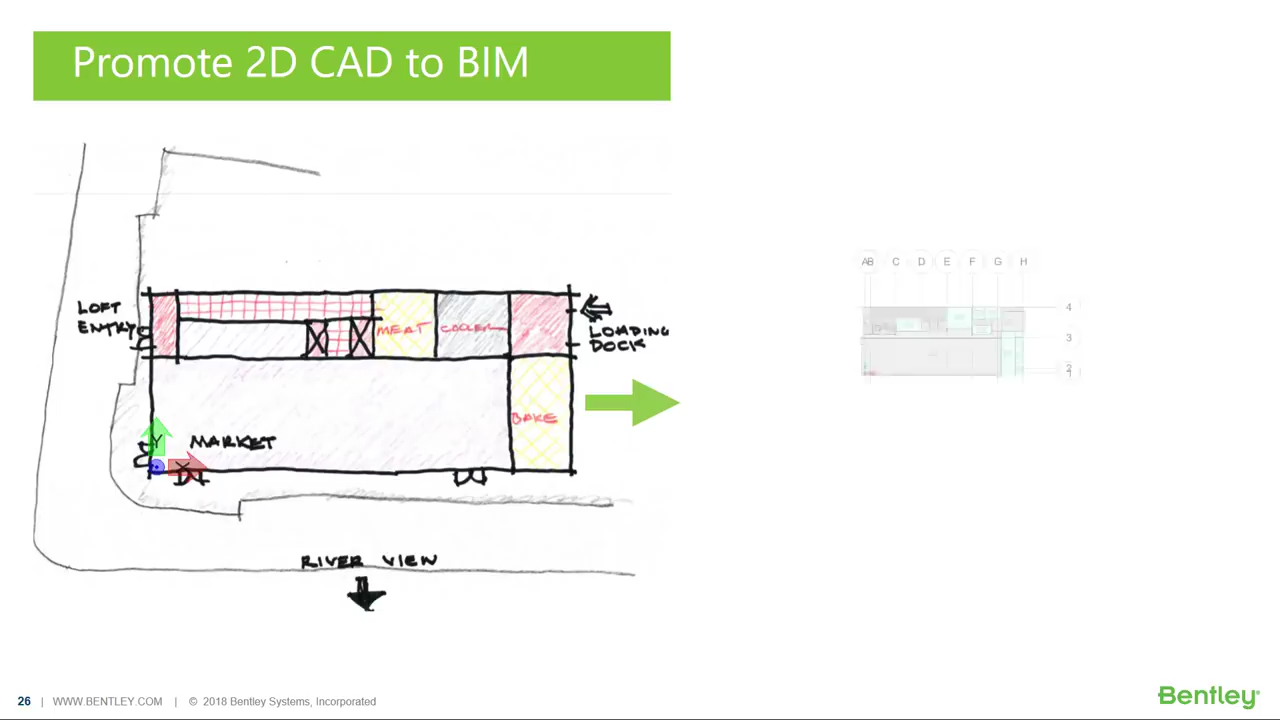 Promote 2D CAD to BIM
LOFT
ENTRY
MEAT
COOLER
LOADING
DOCK
BAKE
Y
MARKET
X
RIVER VIEW
AB C D E F G H
4
3
2
1
26 | WWW.BENTLEY.COM | © 2018 Bentley Systems, Incorporated
Bentley